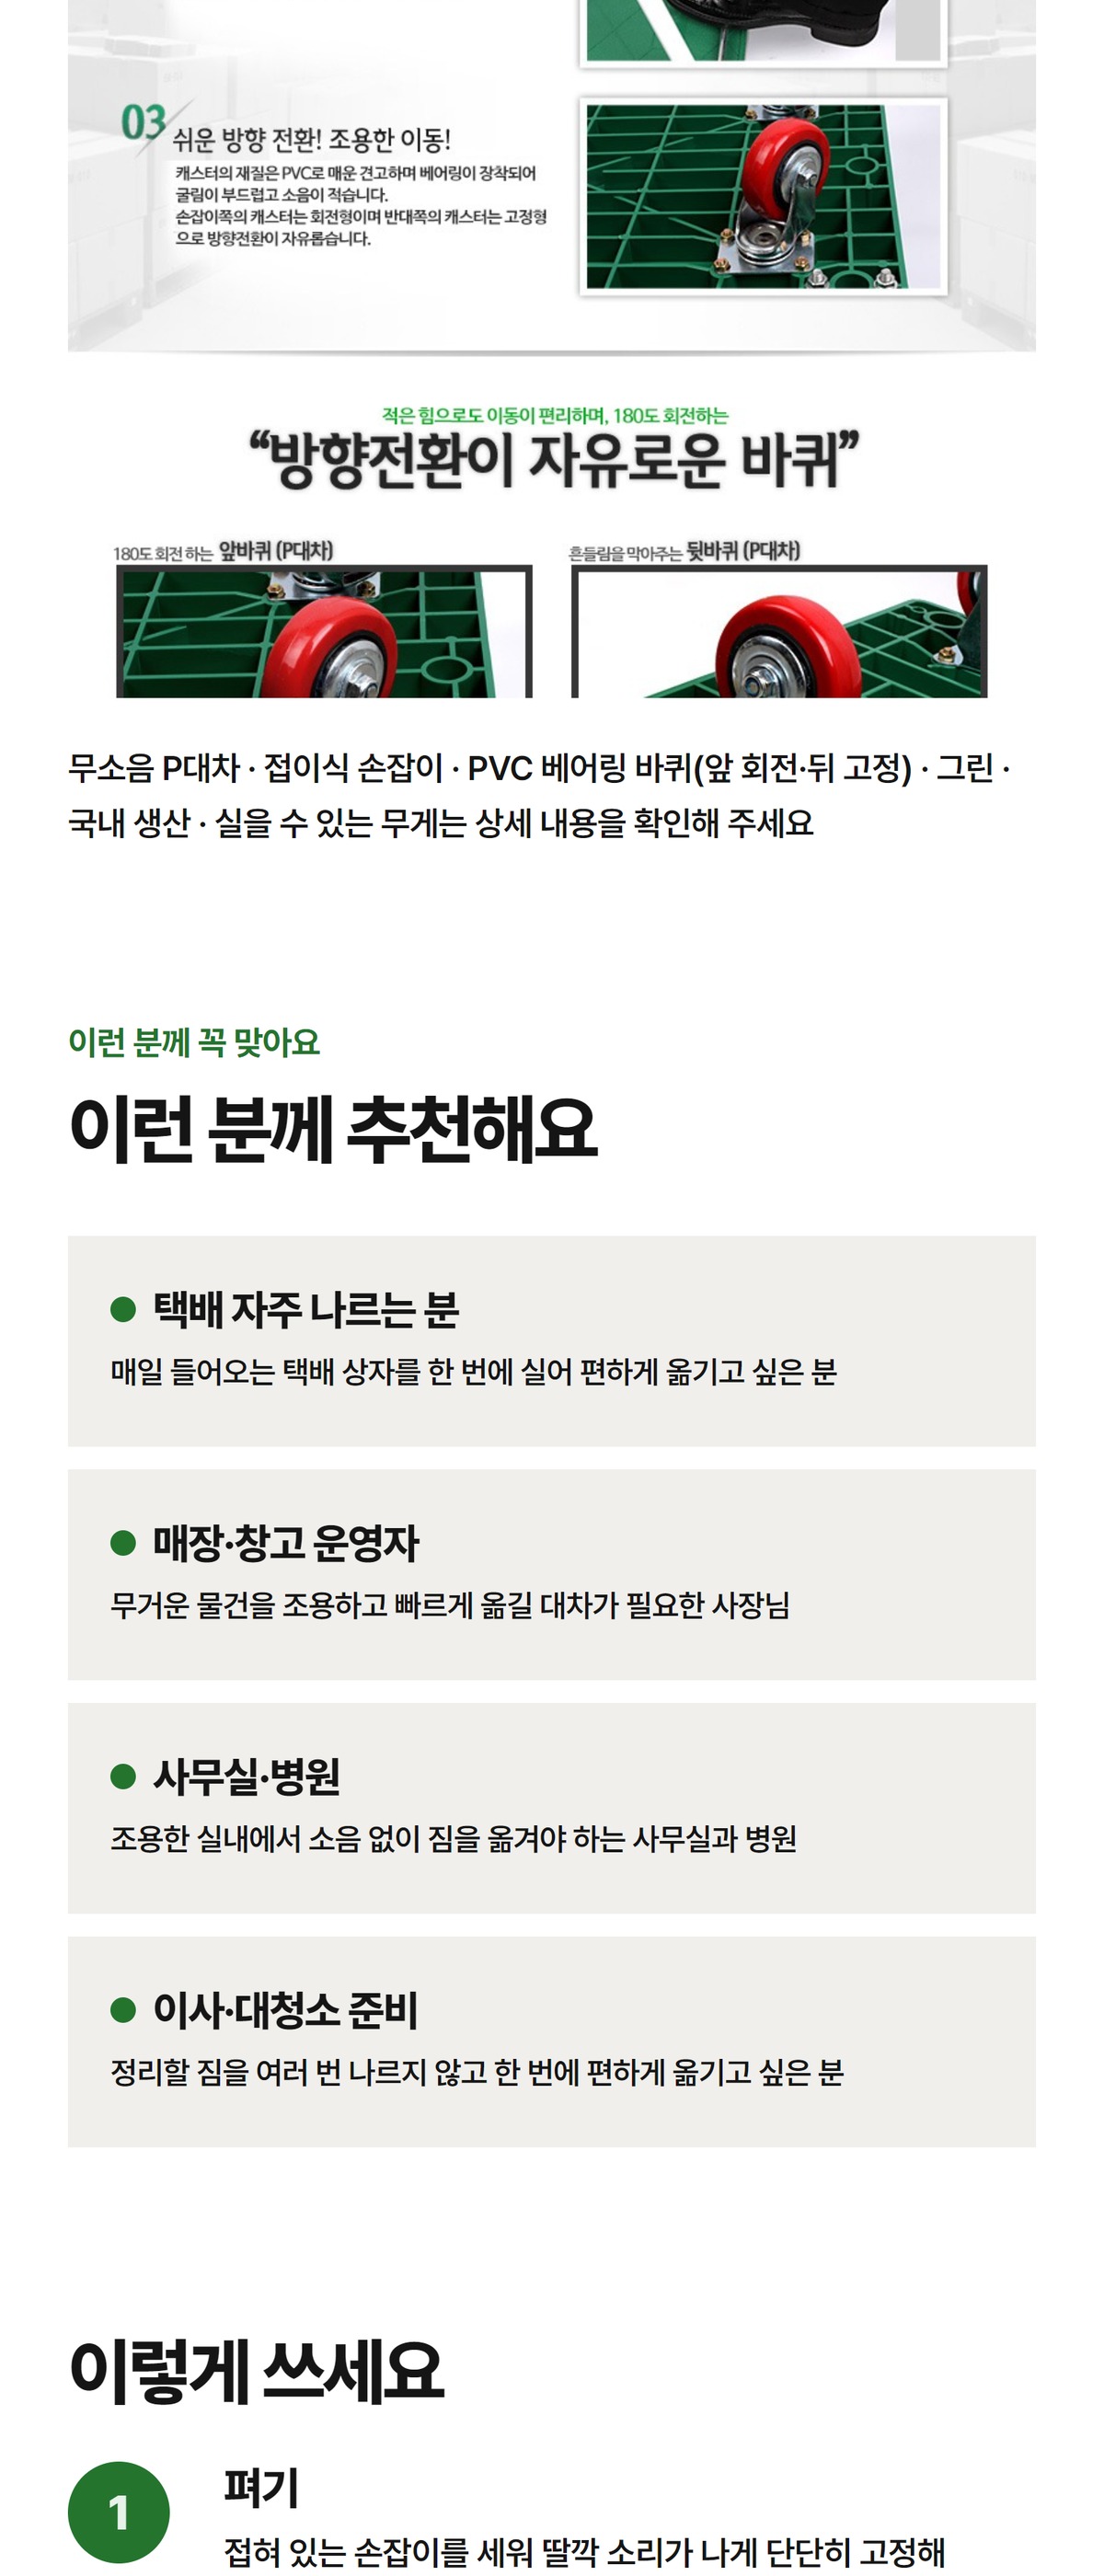 03
쉬운 방향 전환! 조용한 이동!
캐스터의 재질은 PVC로 매운 견고하며 베어링이 장착되어
굴림이 부드럽고 소음이 적습니다.
손잡이쪽의 캐스터는 회전형이며 반대쪽의 캐스터는 고정형
으로 방향전환이 자유롭습니다.
적은 힘으로도 이동이 편리하며, 180도 회전하는
“방향전환이 자유로운 바퀴”
180도 회전 하는 앞바퀴 (P대차)
흔들림을 막아주는 뒷바퀴 (P대차)
무소음 P대차 · 접이식 손잡이 · PVC 베어링 바퀴(앞 회전·뒤 고정) · 그린 ·
국내 생산 · 실을 수 있는 무게는 상세 내용을 확인해 주세요
이런 분께 꼭 맞아요
이런 분께 추천해요
택배 자주 나르는 분
매일 들어오는 택배 상자를 한 번에 실어 편하게 옮기고 싶은 분
매장·창고 운영자
무거운 물건을 조용하고 빠르게 옮길 대차가 필요한 사장님
사무실·병원
조용한 실내에서 소음 없이 짐을 옮겨야 하는 사무실과 병원
이사·대청소 준비
정리할 짐을 여러 번 나르지 않고 한 번에 편하게 옮기고 싶은 분
이렇게 쓰세요
1
펴기
접혀 있는 손잡이를 세워 딸깍 소리가 나게 단단히 고정해